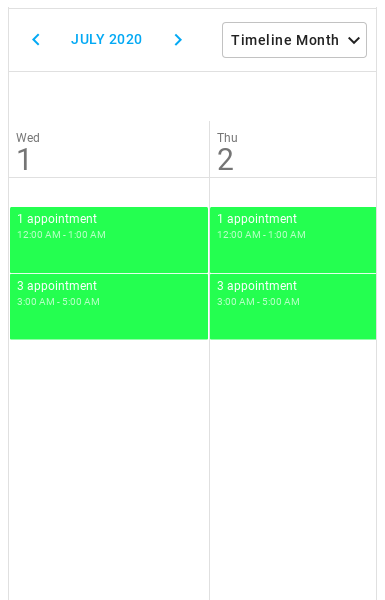 JULY 2020
Timeline Month
Wed
1
Thu
2
1 appointment
12:00 AM - 1:00 AM
1 appointment
12:00 AM - 1:00 AM
3 appointment
3:00 AM - 5:00 AM
3 appointment
3:00 AM - 5:00 AM